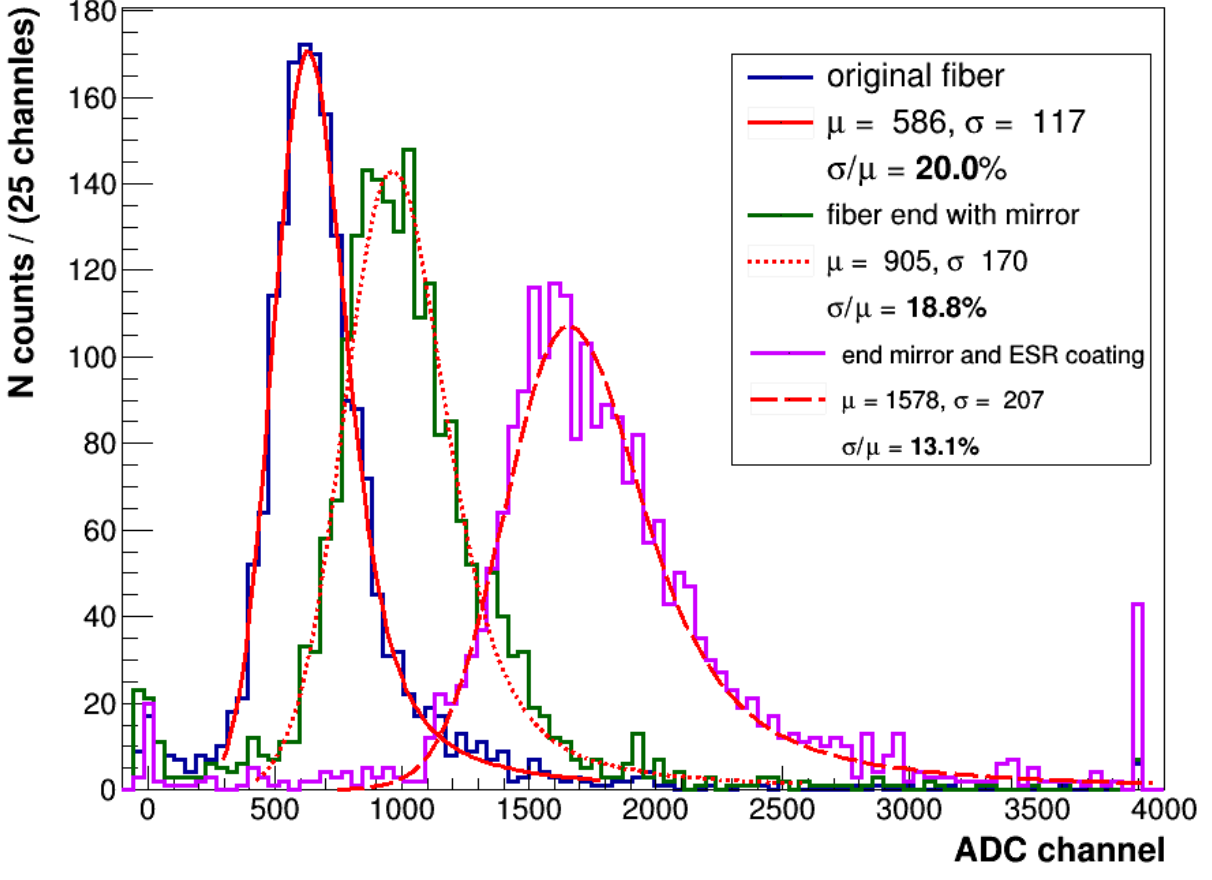 N counts / (25 channles)
180
160
140
120
100
80
60
40
20
0
original fiber
μ = 586, σ = 117
σ/μ = 20.0%
fiber end with mirror
μ = 905, σ 170
σ/μ = 18.8%
end mirror and ESR coating
μ = 1578, σ = 207
σ/μ = 13.1%
0 500 1000 1500 2000 2500 3000 3500 4000
ADC channel